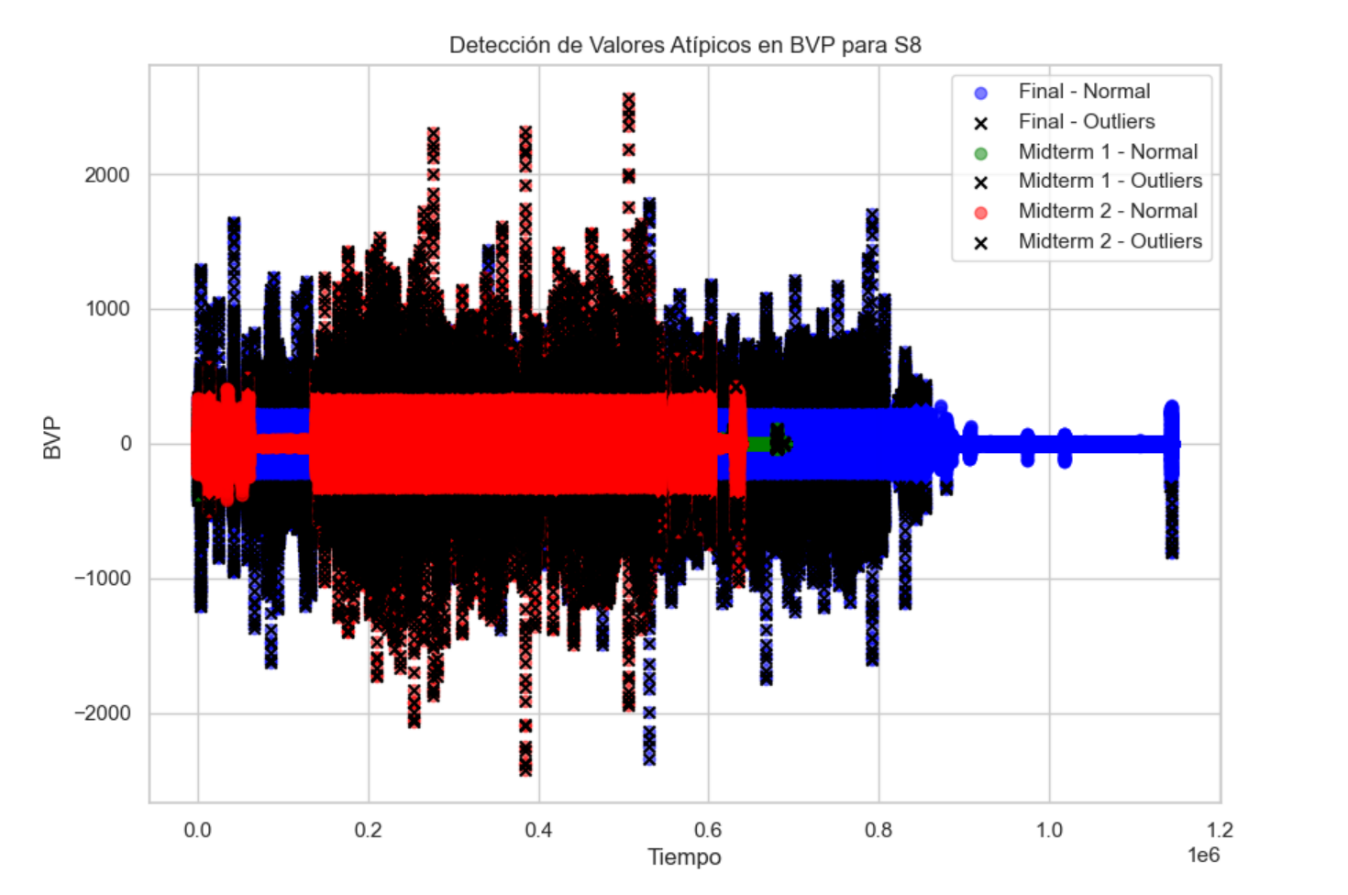 Detección de Valores Atípicos en BVP para S8
Final - Normal
Final - Outliers
Midterm 1 - Normal
Midterm 1 - Outliers
Midterm 2 - Normal
Midterm 2 - Outliers
BVP
2000
1000
0
−1000
−2000
0.0 0.2 0.4 0.6 0.8 1.0 1.2
1e6
Tiempo